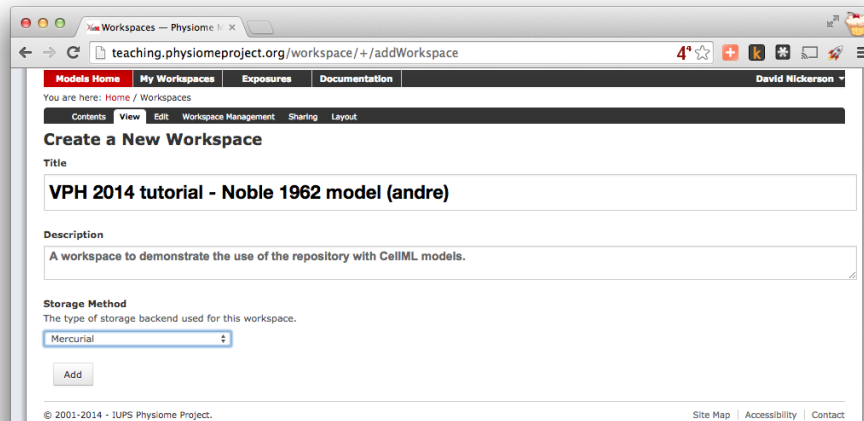 Workspaces — Physiome M
teaching.physiomeproject.org/workspace/+/addWorkspace
Models Home My Workspaces Exposures Documentation David Nickerson
You are here: Home / Workspaces
Contents View Edit Workspace Management Sharing Layout
Create a New Workspace
Title
VPH 2014 tutorial - Noble 1962 model (andre)
Description
A workspace to demonstrate the use of the repository with CellML models.
Storage Method
The type of storage backend used for this workspace.
Mercurial
Add
© 2001-2014 - IUPS Physiome Project. Site Map | Accessibility | Contact